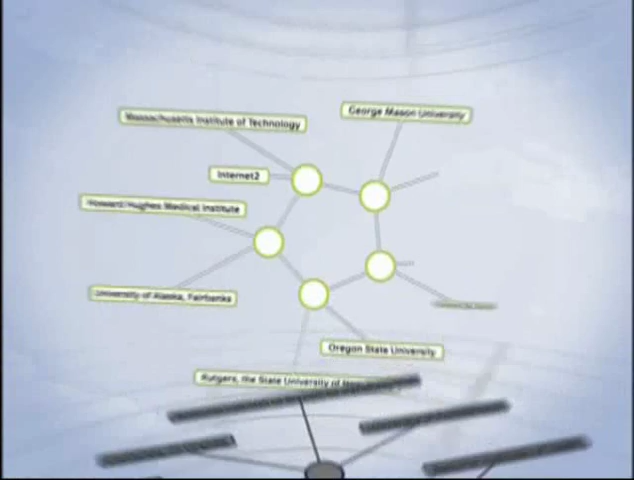 George Mason University
Massachusetts Institute of Technology
Internet2
Howard Hughes Medical Institute
University of Alaska, Fairbanks
Oregon State University
Rutgers, the State University of